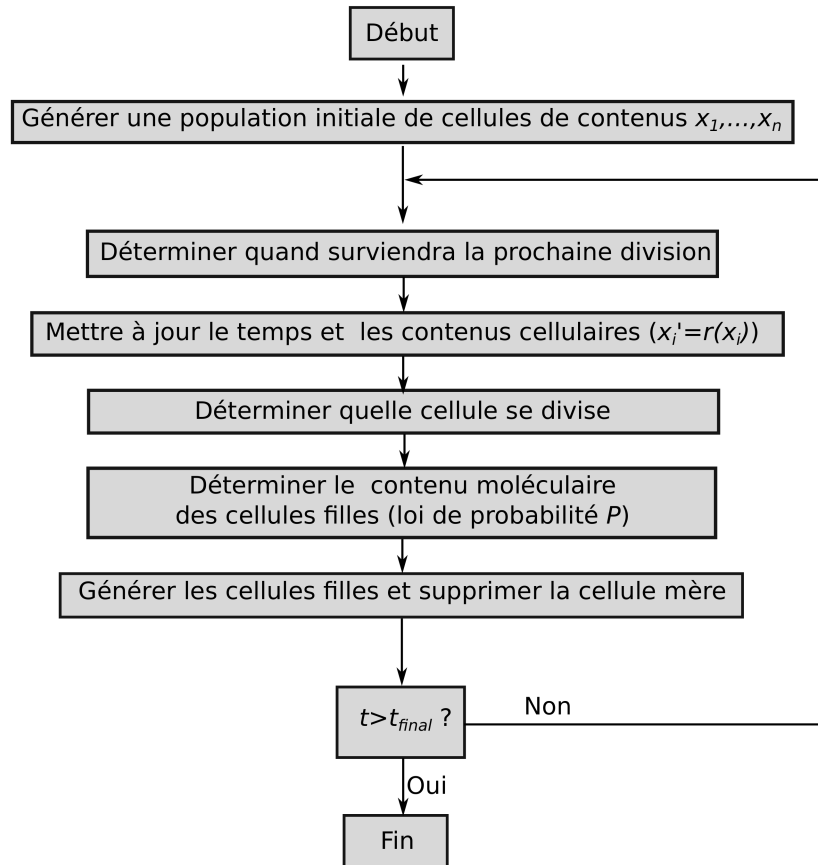 Début
Générer une population initiale de cellules de contenus x₁,...,xₙ
Déterminer quand surviendra la prochaine division
Mettre à jour le temps et les contenus cellulaires (xᵢ'=r(xᵢ))
Déterminer quelle cellule se divise
Déterminer le contenu moléculaire
des cellules filles (loi de probabilité P)
Générer les cellules filles et supprimer la cellule mère
t>t_final ?
Non
Oui
Fin